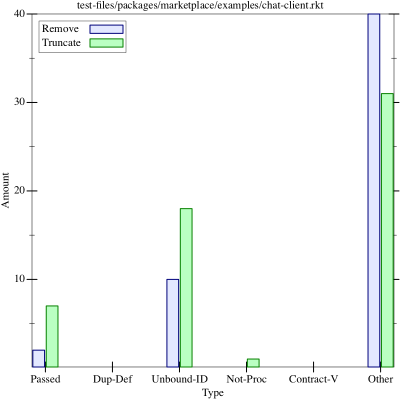 test-files/packages/marketplace/examples/chat-client.rkt
Remove
Truncate
40
30
20
10
Amount
Passed Dup-Def Unbound-ID Not-Proc Contract-V Other
Type